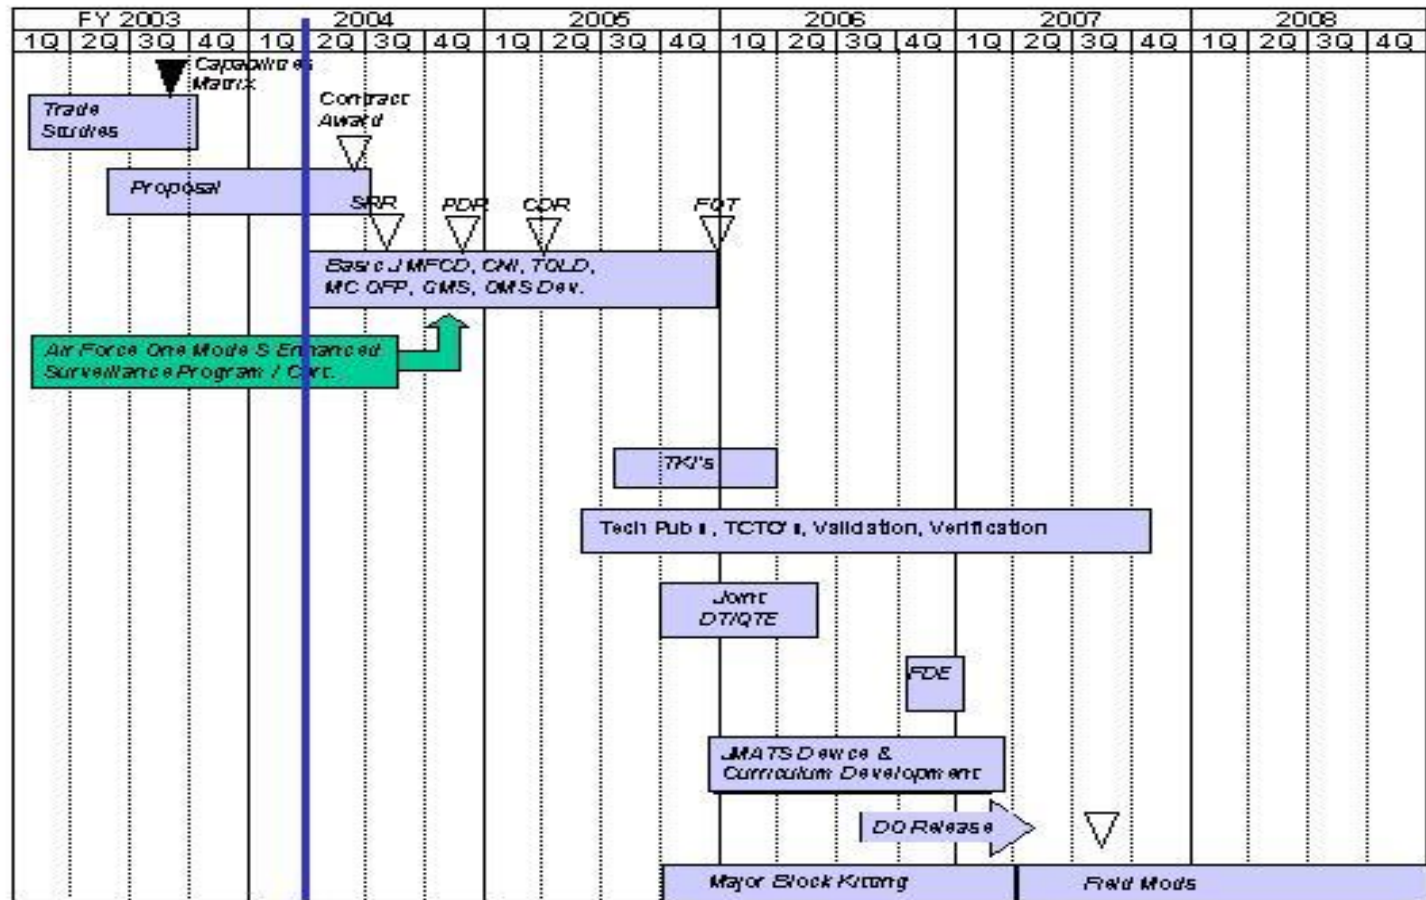 FY 2003 2004 2005 2006 2007 2008
1Q 2Q 3Q 4Q 1Q 2Q 3Q 4Q 1Q 2Q 3Q 4Q 1Q 2Q 3Q 4Q 1Q 2Q 3Q 4Q 1Q 2Q 3Q 4Q
Capabilities
Matrix
Trade
Studies
Contract
Award
Proposal
SRR PDR CDR FQT
Basic JMFCD, CNI, TOLD,
MC OFP, GMS, OMS Dev.
Air Force One Mode S Enhanced
Surveillance Program / Cert.
TKI's
Tech Pubs, TCTO's, Validation, Verification
Joint
DT/QTE
FDE
JMATS Device &
Curriculum Development
DO Release
Major Block Kitting Field Mods